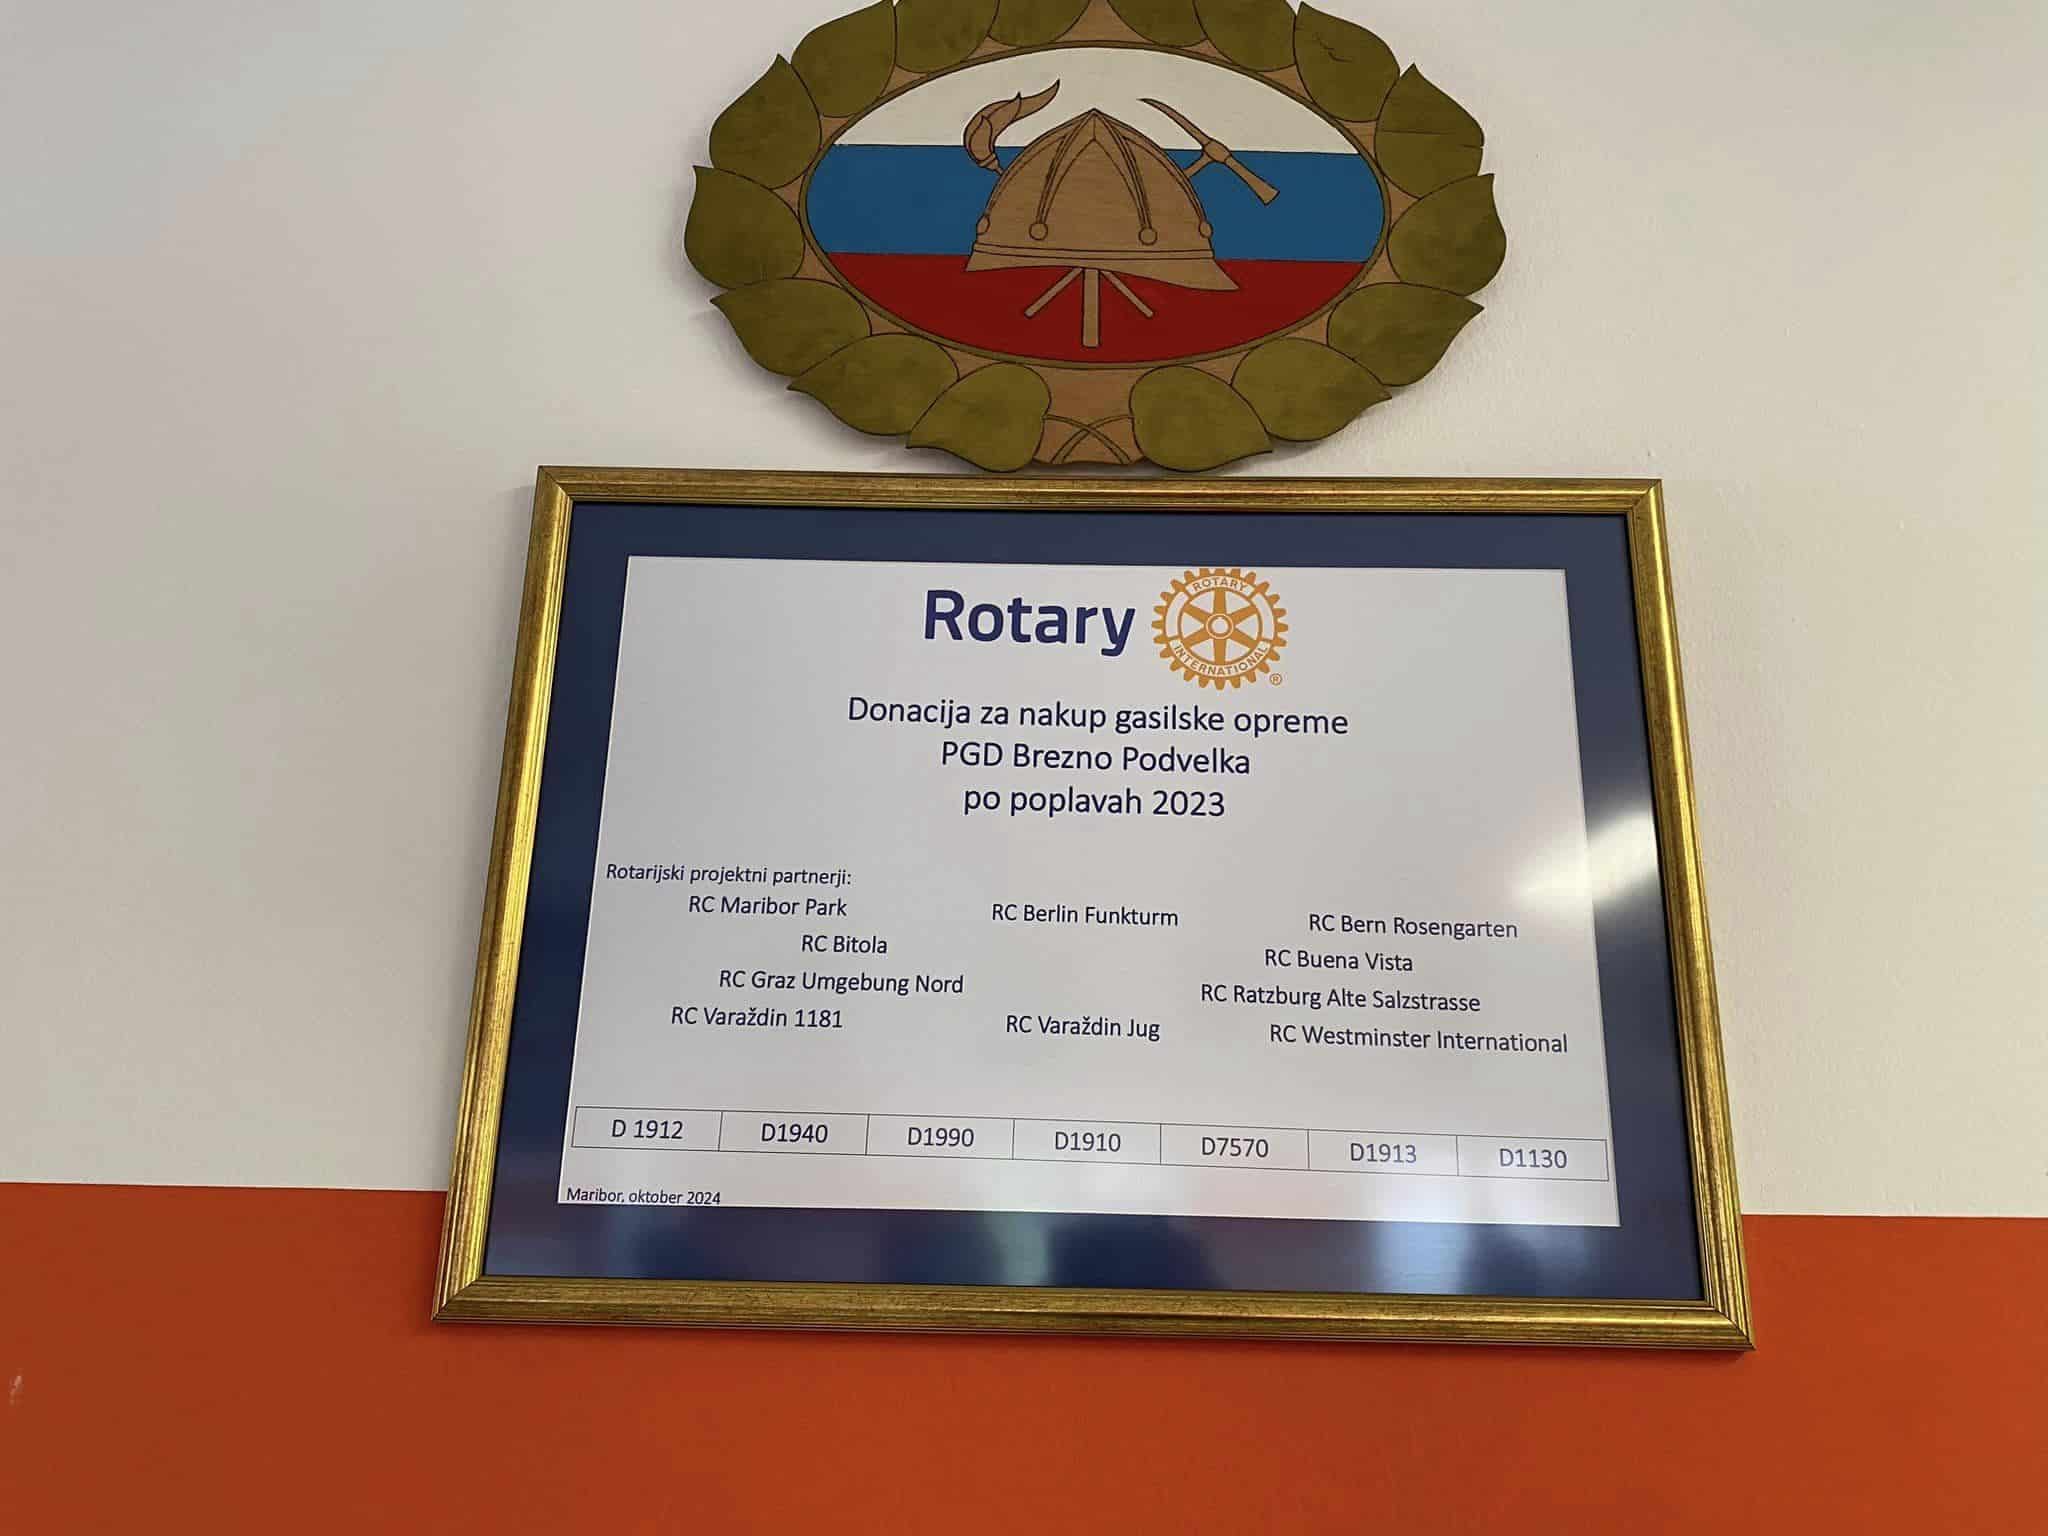 Rotary
ROTARY
INTERNATIONAL
®
Donacija za nakup gasilske opreme
PGD Brezno Podvelka
po poplavah 2023
Rotarijski projektni partnerji:
RC Maribor Park RC Berlin Funkturm RC Bern Rosengarten
RC Bitola RC Buena Vista
RC Graz Umgebung Nord RC Ratzburg Alte Salzstrasse
RC Varaždin 1181 RC Varaždin Jug RC Westminster International
D 1912 D1940 D1990 D1910 D7570 D1913 D1130
Maribor, oktober 2024